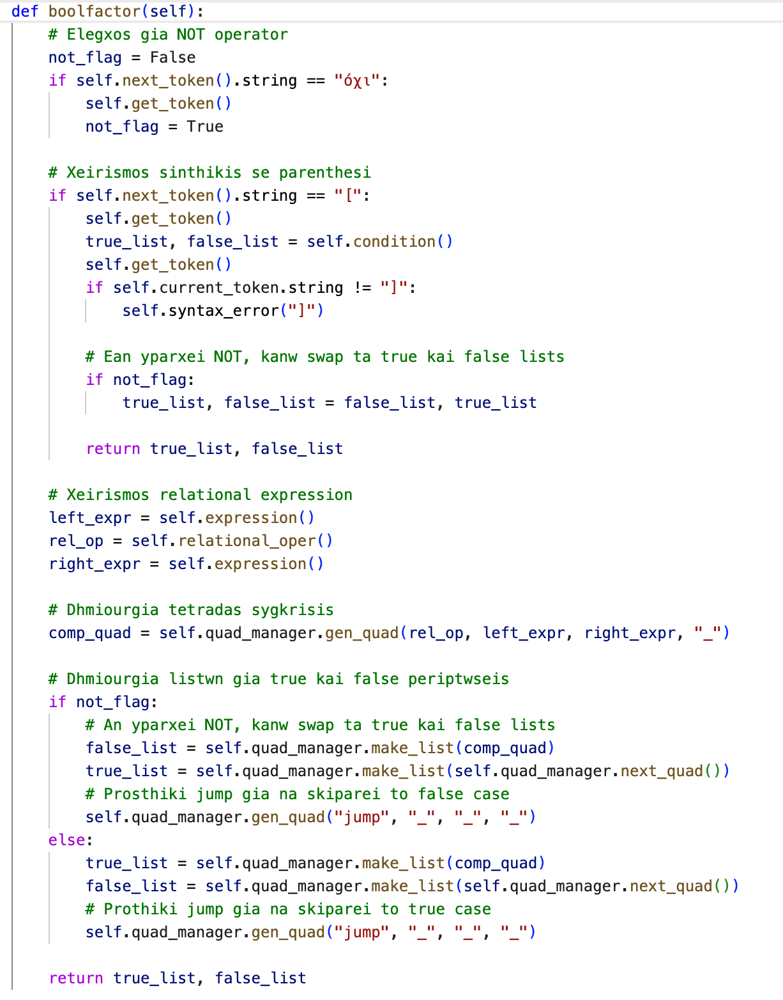 def boolfactor(self):
    # Elegxos gia NOT operator
    not_flag = False
    if self.next_token().string == "όχι":
        self.get_token()
        not_flag = True

    # Xeirismos sinthikis se parenthesi
    if self.next_token().string == "[":
        self.get_token()
        true_list, false_list = self.condition()
        self.get_token()
        if self.current_token.string != "]":
            self.syntax_error("]")

        # Ean yparxei NOT, kanw swap ta true kai false lists
        if not_flag:
            true_list, false_list = false_list, true_list

        return true_list, false_list

    # Xeirismos relational expression
    left_expr = self.expression()
    rel_op = self.relational_oper()
    right_expr = self.expression()

    # Dhmiourgia tetradas sygkrisis
    comp_quad = self.quad_manager.gen_quad(rel_op, left_expr, right_expr, "_")

    # Dhmiourgia listwn gia true kai false periptwseis
    if not_flag:
        # An yparxei NOT, kanw swap ta true kai false lists
        false_list = self.quad_manager.make_list(comp_quad)
        true_list = self.quad_manager.make_list(self.quad_manager.next_quad())
        # Prosthiki jump gia na skiparei to false case
        self.quad_manager.gen_quad("jump", "_", "_", "_")
    else:
        true_list = self.quad_manager.make_list(comp_quad)
        false_list = self.quad_manager.make_list(self.quad_manager.next_quad())
        # Prothiki jump gia na skiparei to true case
        self.quad_manager.gen_quad("jump", "_", "_", "_")

    return true_list, false_list